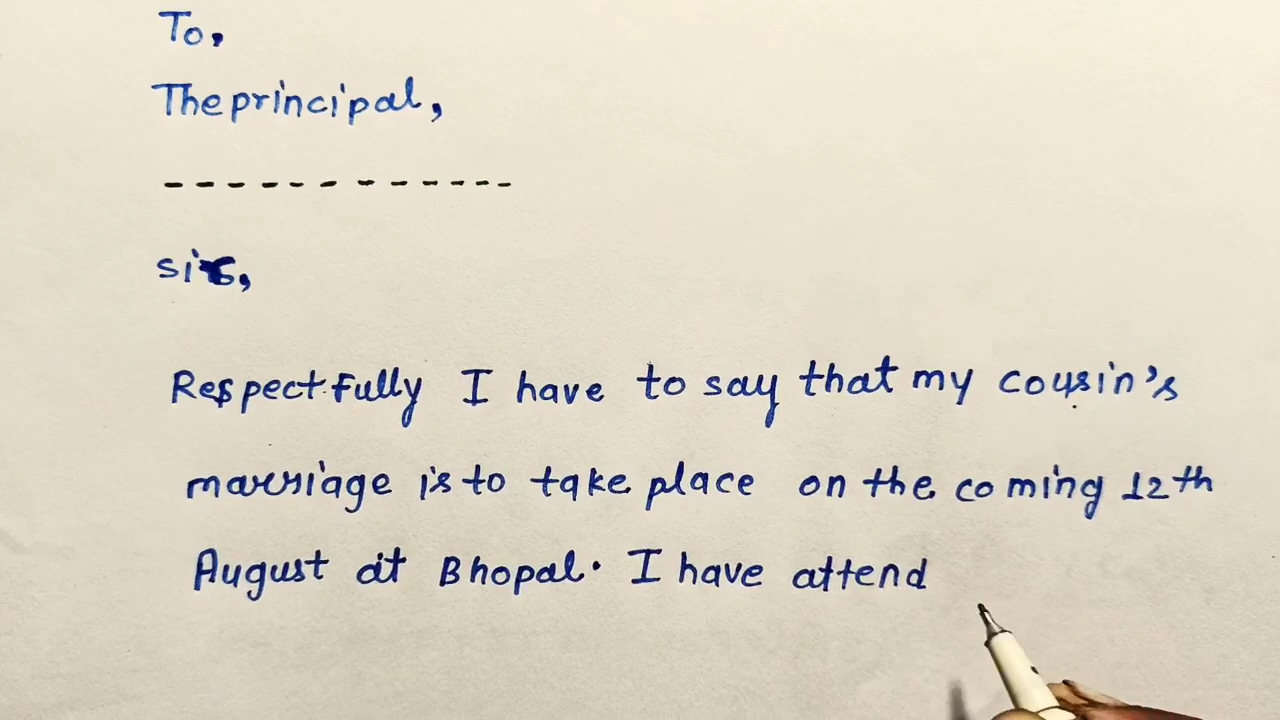 To,
The principal,
------------
sir,
Respectfully I have to say that my cousin's
marriage is to take place on the coming 12th
August at Bhopal. I have attend